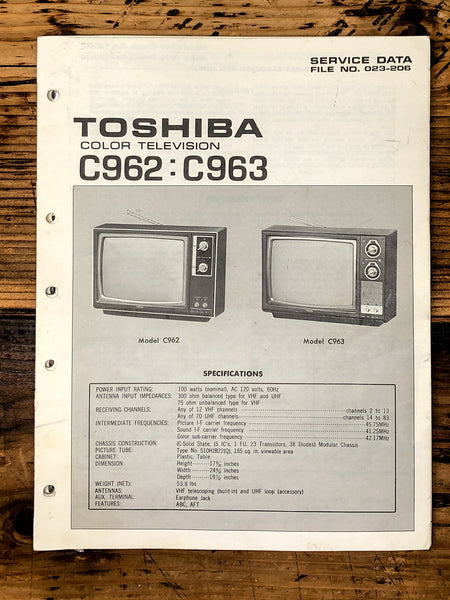 SERVICE DATA
FILE NO. 023-206
TOSHIBA
COLOR TELEVISION
C962:C963
Model C962
Model C963
SPECIFICATIONS
POWER INPUT RATING: 100 watts (nominal), AC 120 volts, 60Hz
ANTENNA INPUT IMPEDANCES: 300 ohm balanced type for VHF and UHF
75 ohm unbalanced type for VHF
RECEIVING CHANNELS: Any of 12 VHF channels channels 2 to 13
Any of 70 UHF channels channels 14 to 83
INTERMEDIATE FREQUENCIES: Picture I-F carrier frequency 45.75MHz
Sound I-F carrier frequency 41.25MHz
Color sub-carrier frequency 42.17MHz
CHASSIS CONSTRUCTION: IC-Solid State, (5 IC's, 1 FU, 23 Transistors, 38 Diodes) Modular Chassis
PICTURE TUBE: Type No 510HJB22(Q), 185 sq. in. viewable area
CABINET: Plastic, Table
DIMENSION: Height inches
Width inches
Depth inches
WEIGHT (NET): 53.8 lbs
ANTENNAS: VHF telescoping (built-in) and UHF loop (accessory)
AUX. TERMINAL: Earphone Jack
FEATURES: ABC, AFT